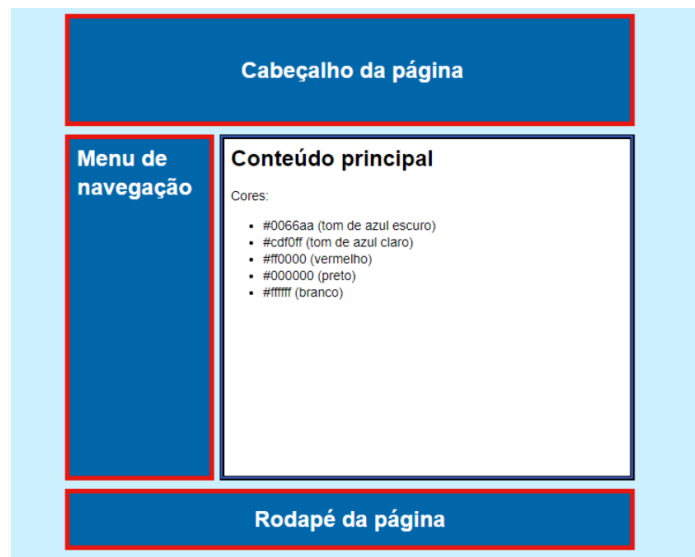 Cabeçalho da página
Menu de
navegação
Conteúdo principal
Cores:
#0066aa (tom de azul escuro)
#cdf0ff (tom de azul claro)
#ff0000 (vermelho)
#000000 (preto)
#ffffff (branco)
Rodapé da página